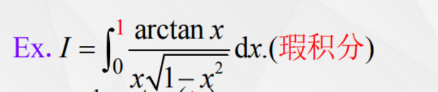 Ex. I = ∫₀¹ arctan x / (x√(1−x²)) dx.(瑕积分)